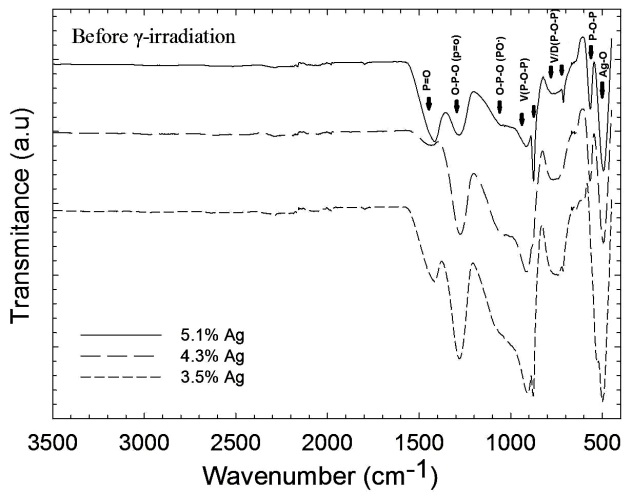 Before γ-irradiation
P=O
O-P-O (p=o)
O-P-O (PO-)
V(P-O-P)
V/D(P-O-P)
P-O-P
Ag-O
Transmitance (a.u)
5.1% Ag
4.3% Ag
3.5% Ag
3500 3000 2500 2000 1500 1000 500
Wavenumber (cm-1)